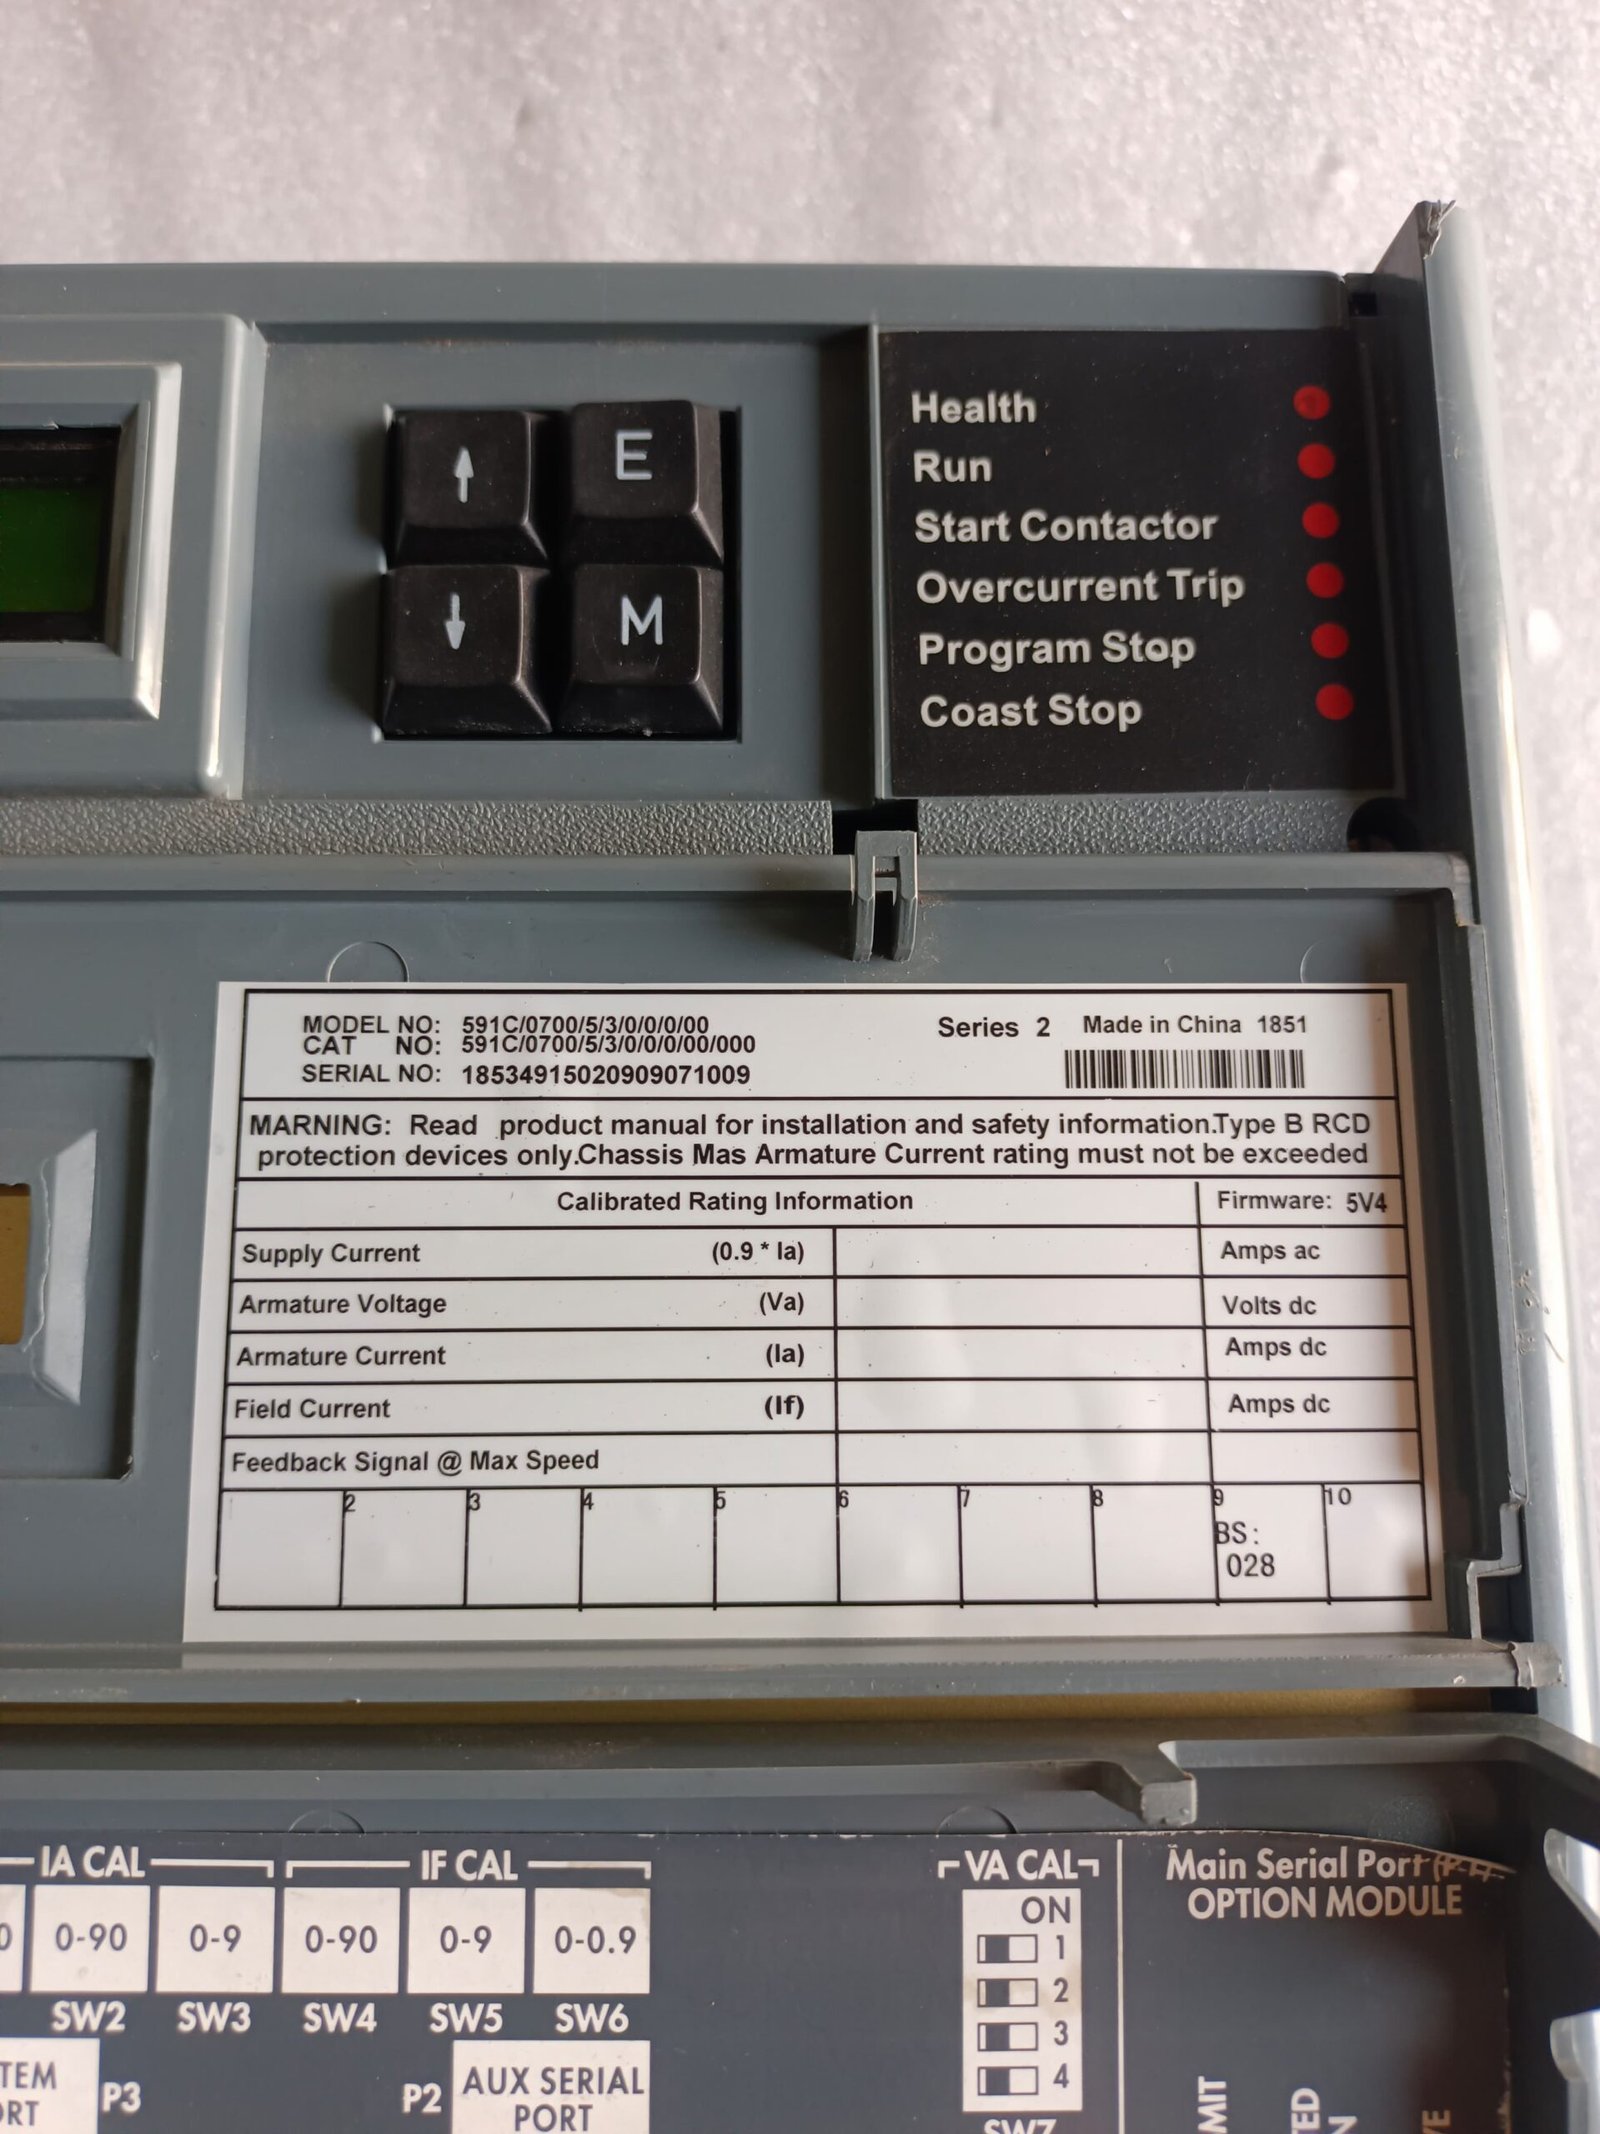 ↑ E
↓ M
Health
Run
Start Contactor
Overcurrent Trip
Program Stop
Coast Stop
MODEL NO: 591C/0700/5/3/0/0/0/00
CAT NO: 591C/0700/5/3/0/0/0/00/000
SERIAL NO: 18534915020909071009
Series 2 Made in China 1851
MARNING: Read product manual for installation and safety information.Type B RCD
protection devices only.Chassis Mas Armature Current rating must not be exceeded
Calibrated Rating Information Firmware: 5V4
Supply Current (0.9 * Ia) Amps ac
Armature Voltage (Va) Volts dc
Armature Current (Ia) Amps dc
Field Current (If) Amps dc
Feedback Signal @ Max Speed
2 3 4 5 6 7 8 9 10
BS:
028
IA CAL IF CAL VA CAL
0-90 0-9 0-90 0-9 0-0.9
SW2 SW3 SW4 SW5 SW6
ON
1
2
3
4
SW7
Main Serial Port
OPTION MODULE
TEM
ORT
P3
P2
AUX SERIAL
PORT
MIT
TED
N
VE